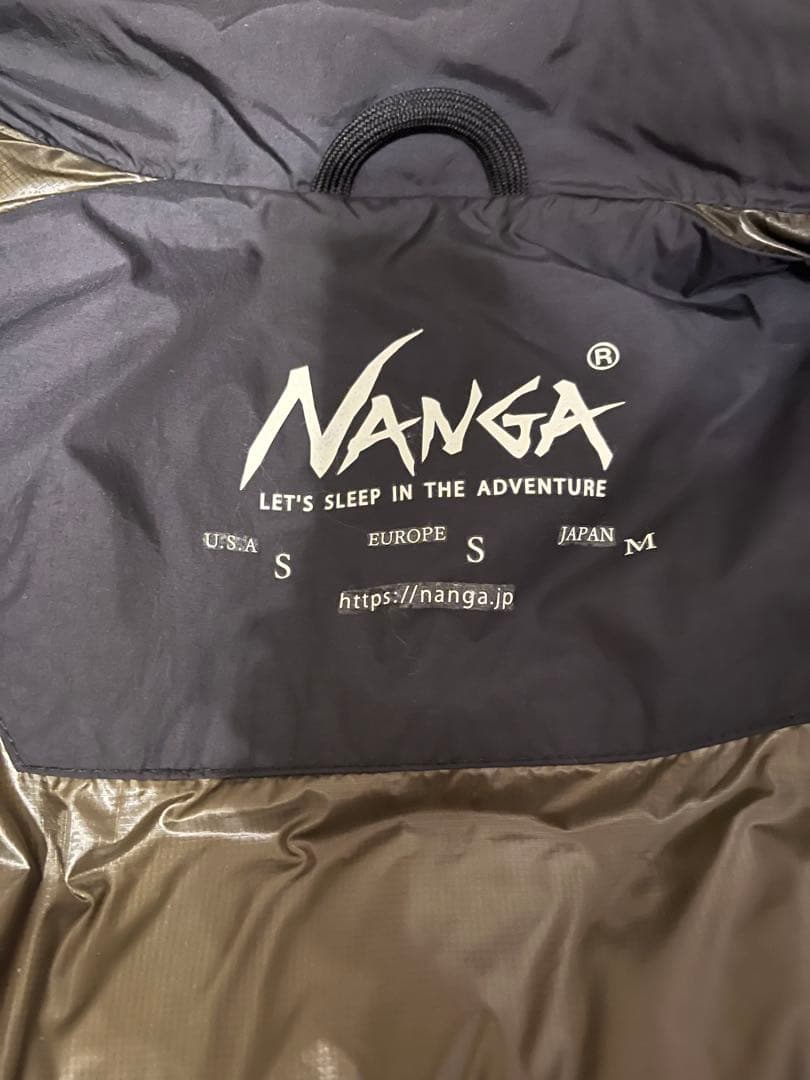 NANGA®
LET'S SLEEP IN THE ADVENTURE
U.S.A S EUROPE S JAPAN M
https://nanga.jp